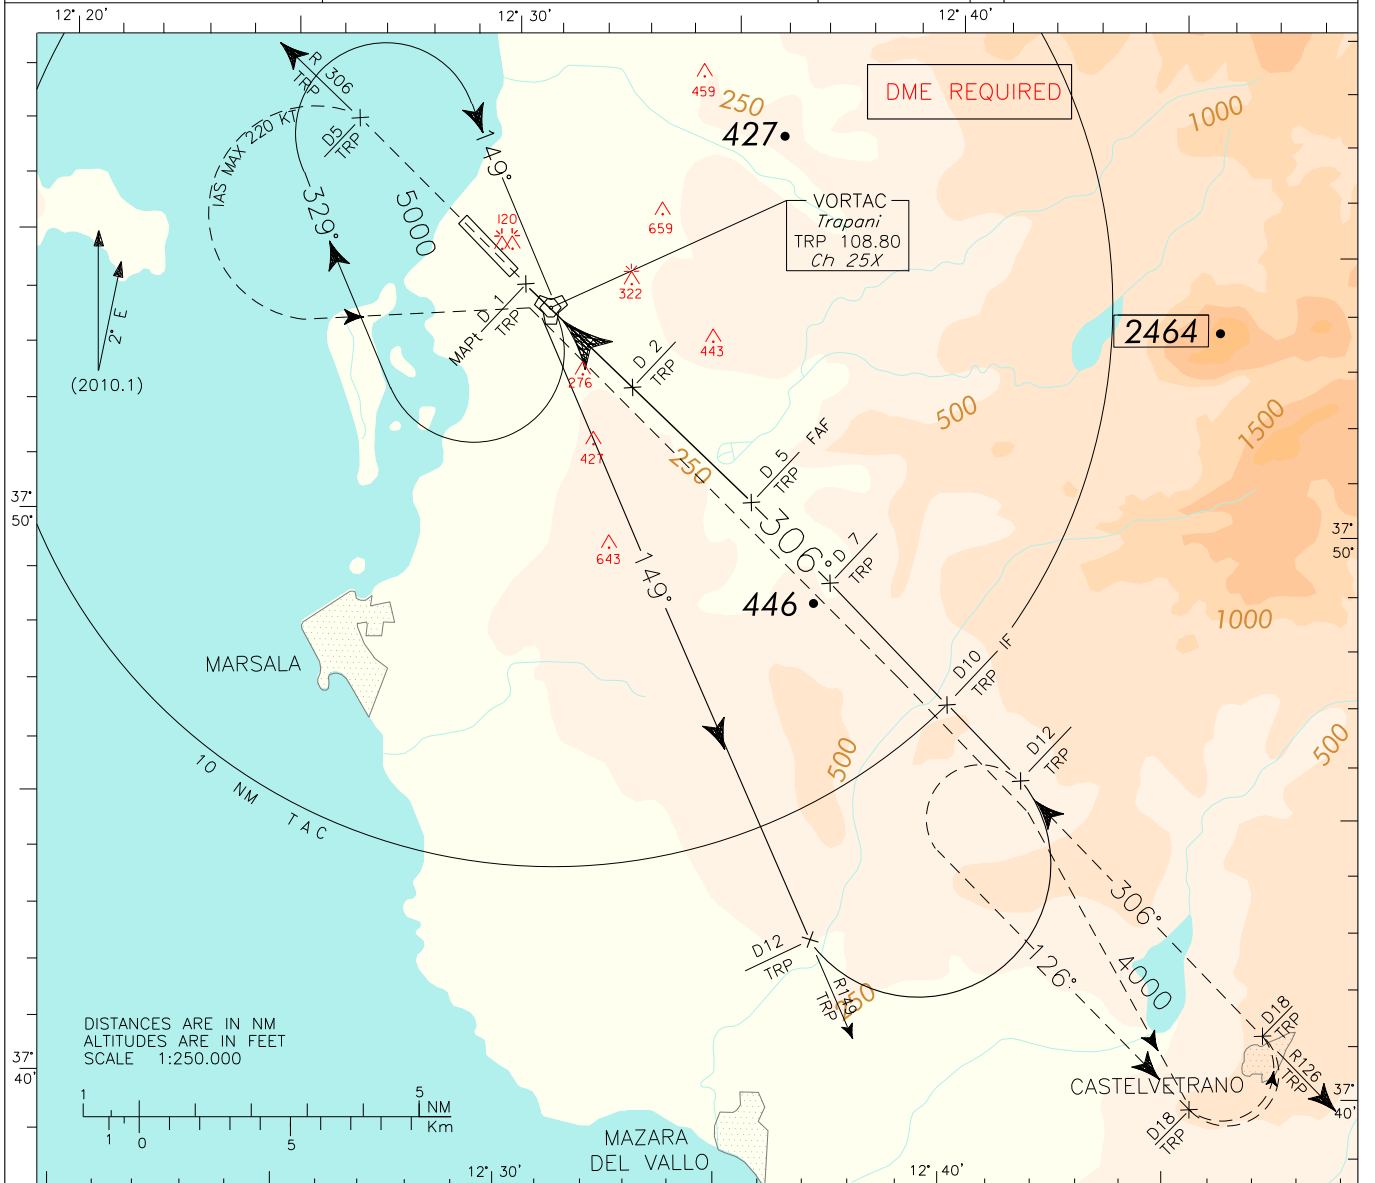 12° 20'
12° 30'
12° 40'
R 306
TRP
459
250
427
DME REQUIRED
1000
D5
TRP
IAS MAX 220 KT
149°
329°
5000
120
659
VORTAC
Trapani
TRP 108.80
Ch 25X
322
2° E
(2010.1)
MAPt
D 1
TRP
D 2
TRP
443
276
2464
500
1500
427
250
D 5
TRP
FAF
37°
50'
306°
37°
50'
643
149°
D 7
TRP
446
1000
MARSALA
D10
TRP
IF
10 NM TAC
500
D12
TRP
500
306°
D12
TRP
126°
4000
R149
TRP
250
DISTANCES ARE IN NM
ALTITUDES ARE IN FEET
SCALE 1:250.000
D18
TRP
R126
TRP
37°
40'
CASTELVETRANO
37°
40'
1
5
NM
Km
1
0
5
D18
TRP
MAZARA
DEL VALLO
12° 30'
12° 40'